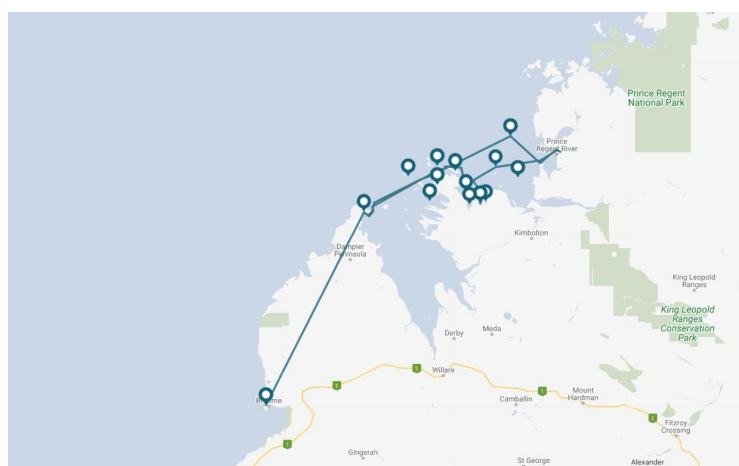 Prince Regent
National Park
Prince
Regent River
Kimbolton
Dampier
Peninsula
King Leopold
Ranges
King Leopold
Ranges
Conservation
Park
Derby
Meda
1
Willare
1
1
Mount
Hardman
Camballin
Broome
1
Fitzroy
Crossing
1
Gingerah
St George
Alexander